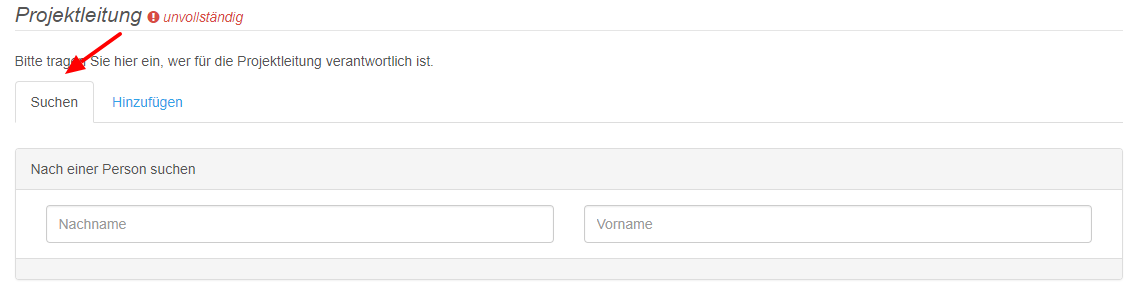 Projektleitung unvollständig
Bitte tragen Sie hier ein, wer für die Projektleitung verantwortlich ist.
Suchen Hinzufügen
Nach einer Person suchen
Nachname Vorname